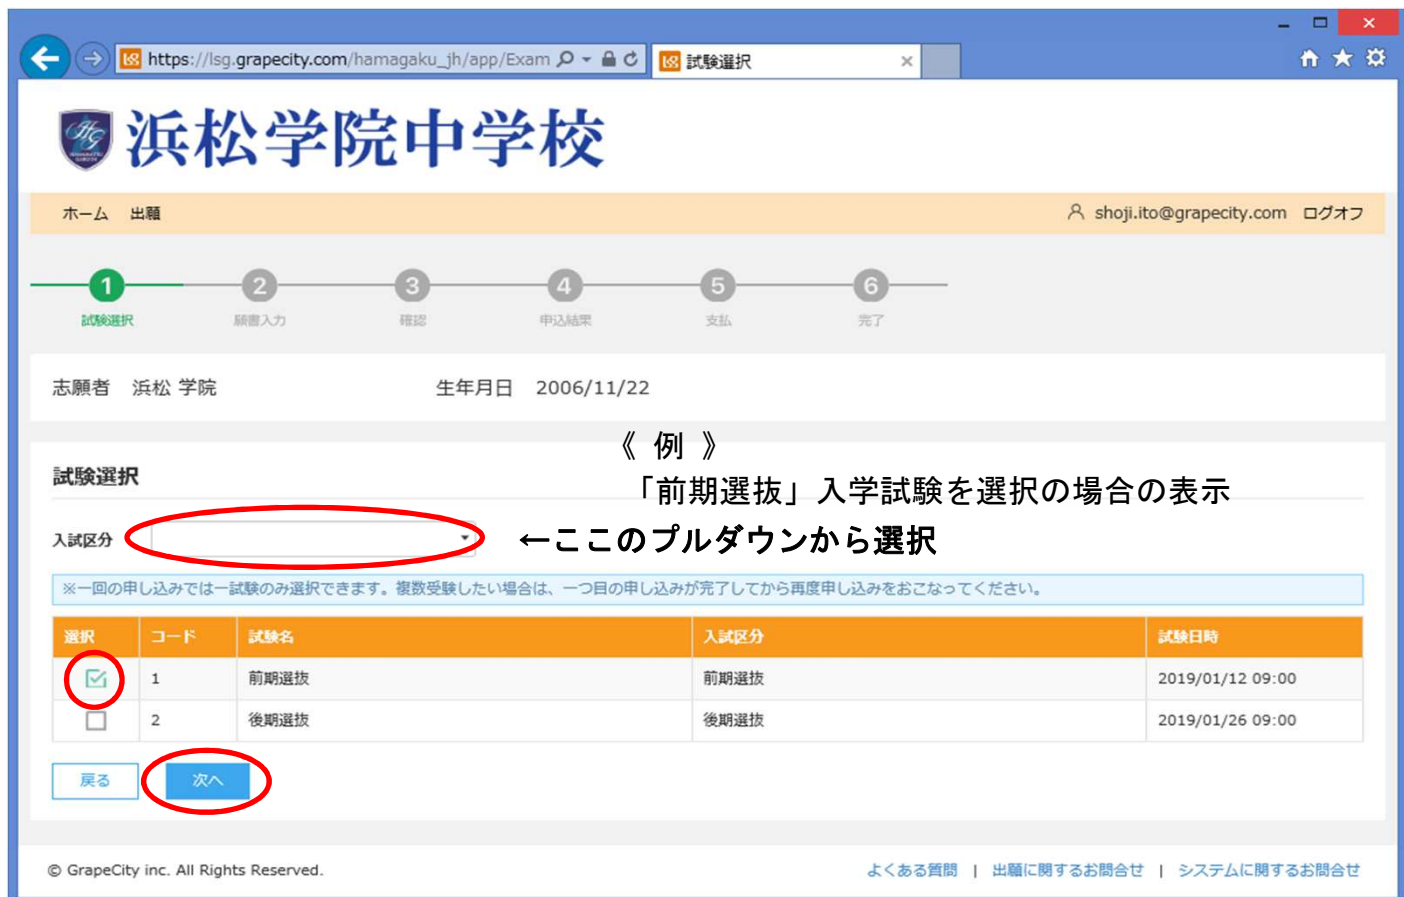 https://lsg.grapecity.com/hamagaku_jh/app/Exam
試験選択
浜松学院中学校
ホーム 出願 shoji.ito@grapecity.com ログオフ
1 2 3 4 5 6
試験選択 願書入力 確認 申込結果 支払 完了
志願者 浜松 学院 生年月日 2006/11/22
《 例 》
試験選択
「前期選抜」入学試験を選択の場合の表示
入試区分
←ここのプルダウンから選択
※一回の申し込みでは一試験のみ選択できます。複数受験したい場合は、一つ目の申し込みが完了してから再度申し込みをおこなってください。
選択 コード 試験名 入試区分 試験日時
1 前期選抜 前期選抜 2019/01/12 09:00
2 後期選抜 後期選抜 2019/01/26 09:00
戻る 次へ
© GrapeCity inc. All Rights Reserved. よくある質問 | 出願に関するお問合せ | システムに関するお問合せ